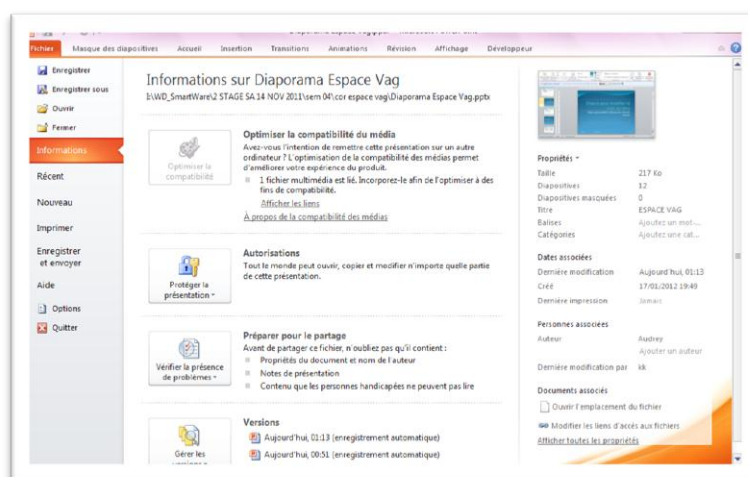 Fichier Masque des diapositives Accueil Insertion Transitions Animations Révision Affichage Développeur
Enregistrer
Enregistrer sous
Ouvrir
Fermer
Informations
Récent
Nouveau
Imprimer
Enregistrer
et envoyer
Aide
Options
Quitter
Informations sur Diaporama Espace Vag
I:\WD_SmartWare\2 STAGE SA 14 NOV 2011\sem 04\cor espace vag\Diaporama Espace Vag.pptx
Optimiser la
compatibilité
Optimiser la compatibilité du média
Avez-vous l'intention de remettre cette présentation sur un autre
ordinateur ? L'optimisation de la compatibilité des médias permet
d'améliorer votre expérience du produit.
1 fichier multimédia est lié. Incorporez-le afin de l'optimiser à des
fins de compatibilité.
Afficher les liens
À propos de la compatibilité des médias
Protéger la
présentation
Autorisations
Tout le monde peut ouvrir, copier et modifier n'importe quelle partie
de cette présentation.
Vérifier la présence
de problèmes
Préparer pour le partage
Avant de partager ce fichier, n'oubliez pas qu'il contient :
Propriétés du document et nom de l'auteur
Notes de présentation
Contenu que les personnes handicapées ne peuvent pas lire
Gérer les
versions
Versions
Aujourd'hui, 01:13 (enregistrement automatique)
Aujourd'hui, 00:51 (enregistrement automatique)
Propriétés
Taille 217 Ko
Diapositives 12
Diapositives masquées 0
Titre ESPACE VAG
Balises Ajoutez un mot-...
Catégories Ajoutez une cat...
Dates associées
Dernière modification Aujourd'hui, 01:13
Créé 17/01/2012 19:49
Dernière impression Jamais
Personnes associées
Auteur Audrey
Ajouter un auteur
Dernière modification par kk
Documents associés
Ouvrir l'emplacement du fichier
Modifier les liens d'accès aux fichiers
Afficher toutes les propriétés